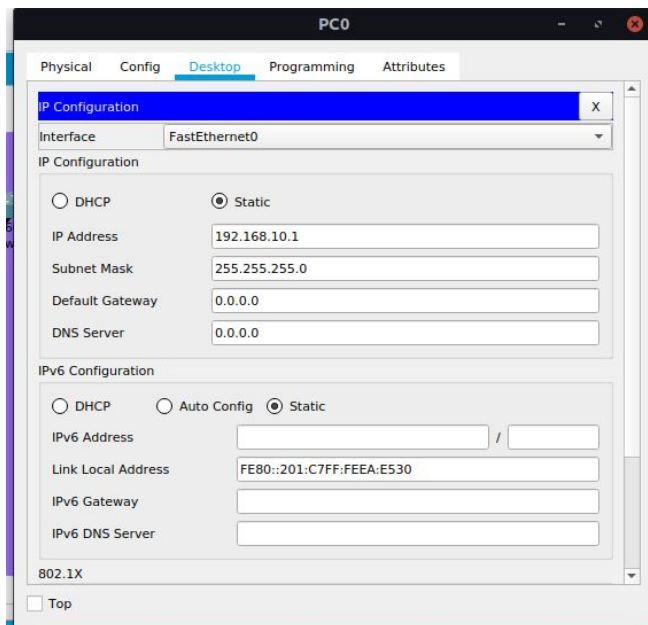 PC0
Physical Config Desktop Programming Attributes
IP Configuration X
Interface FastEthernet0
IP Configuration
DHCP Static
IP Address 192.168.10.1
Subnet Mask 255.255.255.0
Default Gateway 0.0.0.0
DNS Server 0.0.0.0
IPv6 Configuration
DHCP Auto Config Static
IPv6 Address /
Link Local Address FE80::201:C7FF:FEEA:E530
IPv6 Gateway
IPv6 DNS Server
802.1X
Top